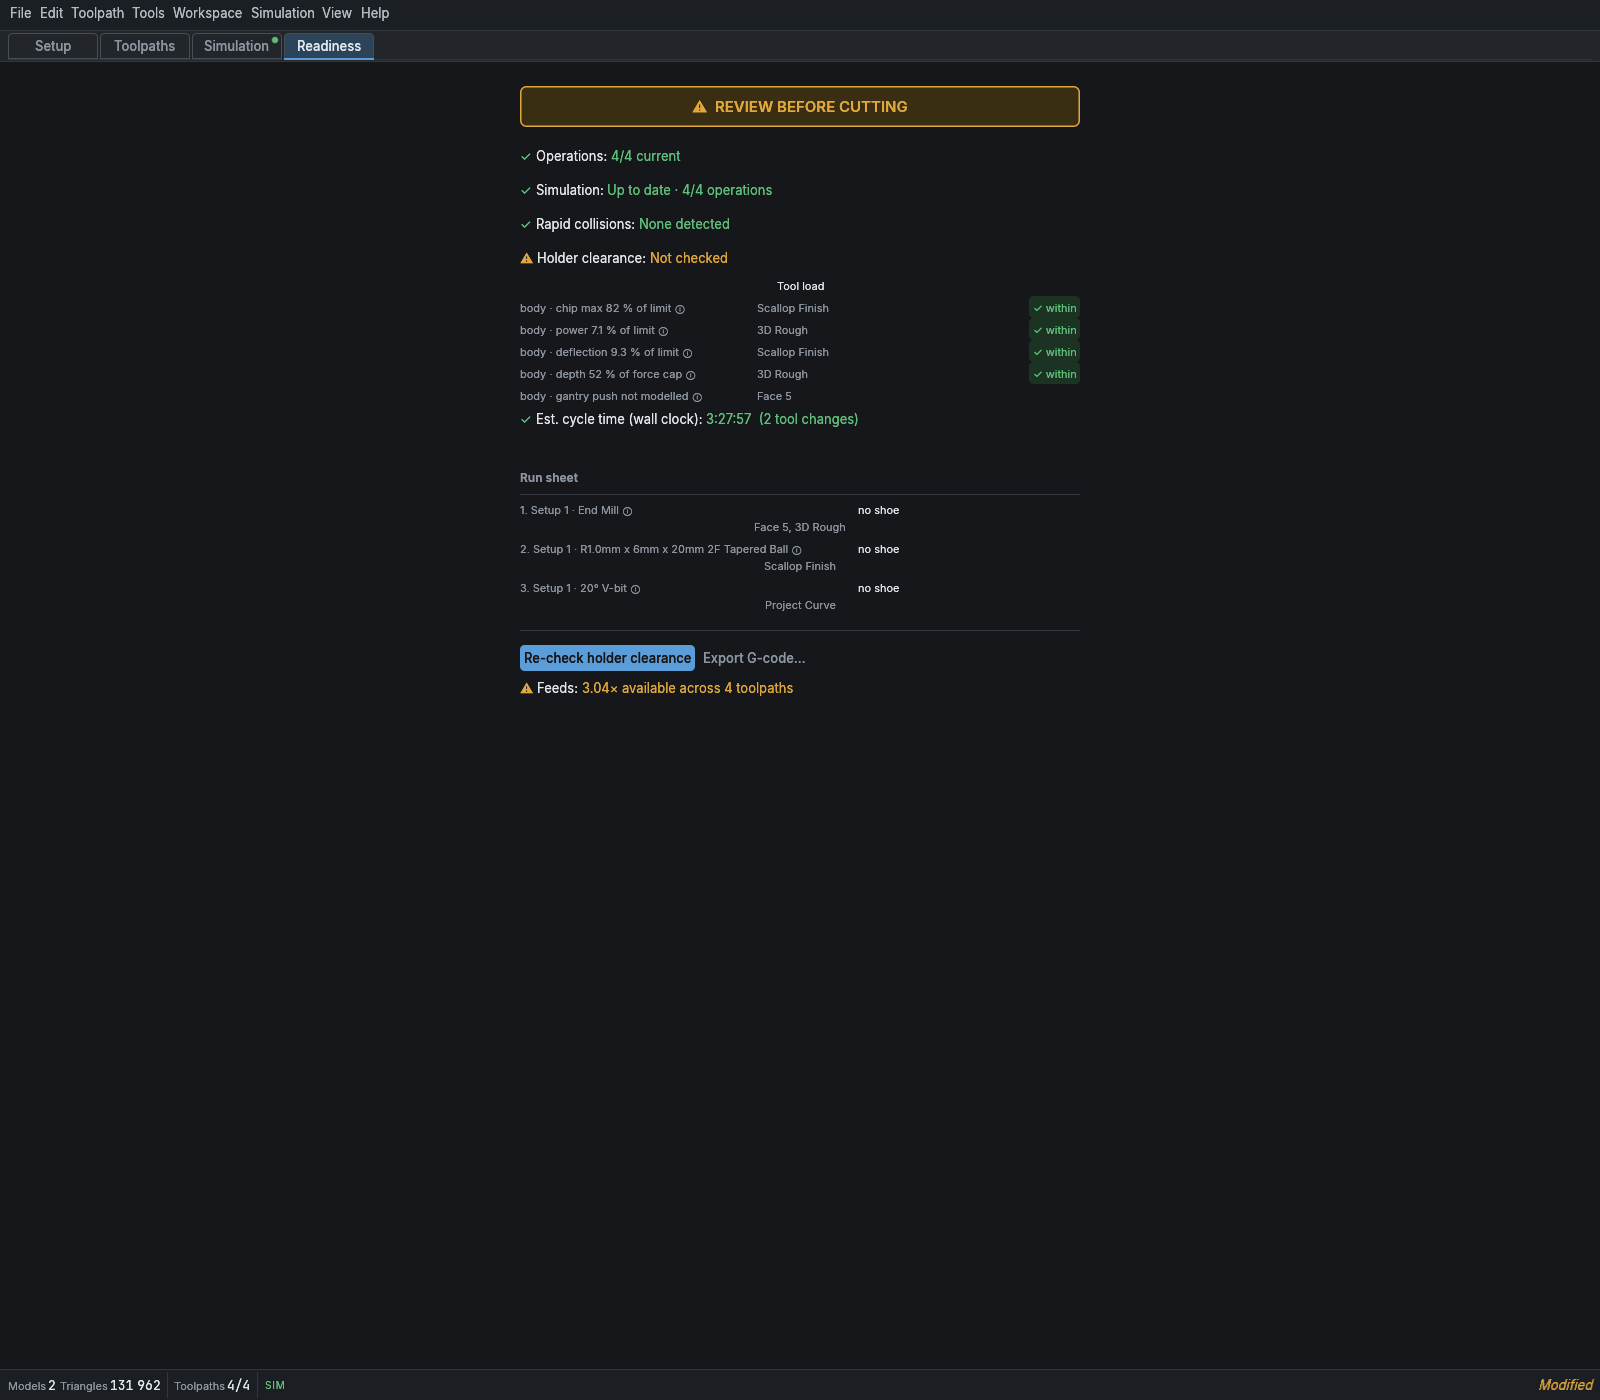 File Edit Toolpath Tools Workspace Simulation View Help
Setup Toolpaths Simulation Readiness
REVIEW BEFORE CUTTING
Operations: 4/4 current
Simulation: Up to date · 4/4 operations
Rapid collisions: None detected
Holder clearance: Not checked
Tool load
body · chip max 82 % of limit Scallop Finish ✓ within
body · power 7.1 % of limit 3D Rough ✓ within
body · deflection 9.3 % of limit Scallop Finish ✓ within
body · depth 52 % of force cap 3D Rough ✓ within
body · gantry push not modelled Face 5
Est. cycle time (wall clock): 3:27:57 (2 tool changes)
Run sheet
1. Setup 1 · End Mill no shoe
Face 5, 3D Rough
2. Setup 1 · R1.0mm x 6mm x 20mm 2F Tapered Ball no shoe
Scallop Finish
3. Setup 1 · 20° V-bit no shoe
Project Curve
Re-check holder clearance Export G-code...
Feeds: 3.04× available across 4 toolpaths
Models 2 Triangles 131 962 Toolpaths 4/4 SIM Modified